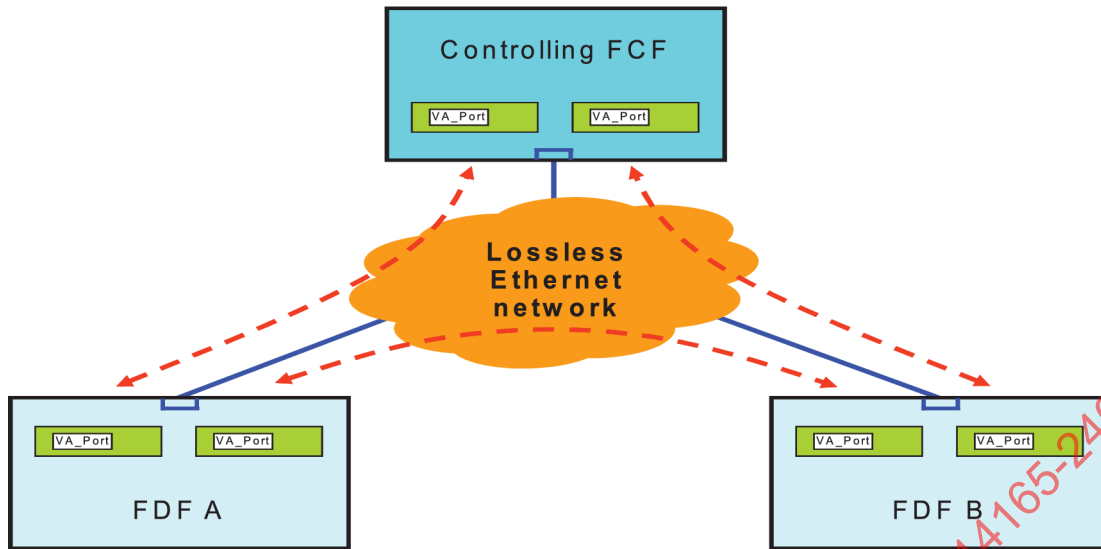 Controlling FCF
VA_Port
VA_Port
Lossless
Ethernet
network
VA_Port
VA_Port
FDF A
VA_Port
VA_Port
FDF B